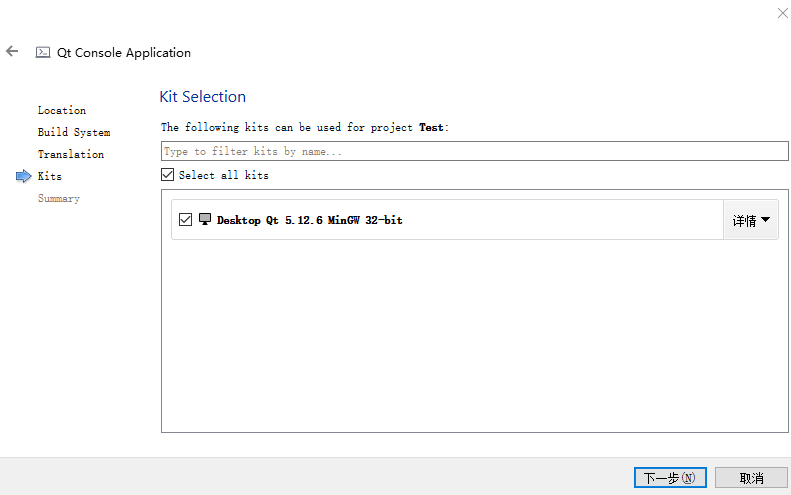 Qt Console Application
Location
Build System
Translation
Kits
Summary
Kit Selection
The following kits can be used for project Test:
Type to filter kits by name...
Select all kits
Desktop Qt 5.12.6 MinGW 32-bit
详情
下一步(N)
取消